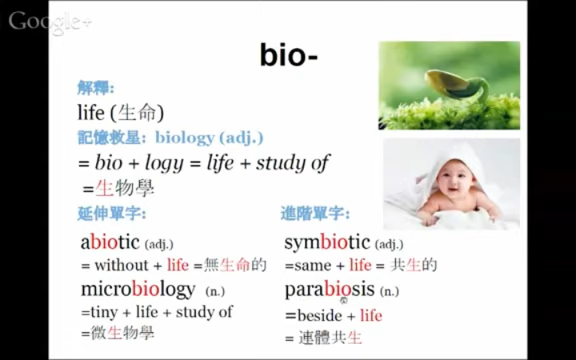 Google+
bio-
解釋:
life (生命)
記憶救星: biology (adj.)
= bio + logy = life + study of
=生物學
延伸單字:
abiotic (adj.)
= without + life =無生命的
microbiology (n.)
=tiny + life + study of
=微生物學
進階單字:
symbiotic (adj.)
=same + life = 共生的
parabiosis (n.)
=beside + life
= 連體共生